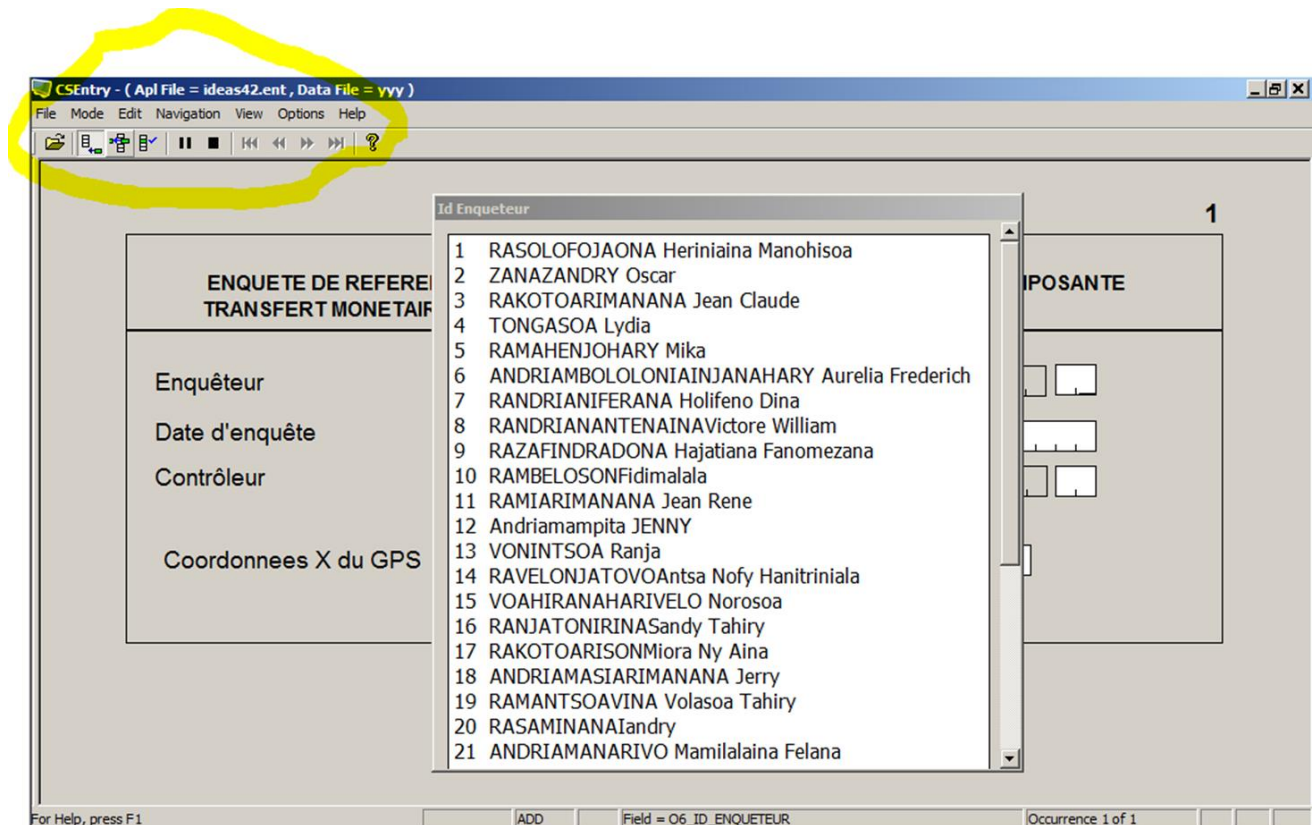 CSEntry - ( Apl File = ideas42.ent , Data File = yyy )
File Mode Edit Navigation View Options Help
Id Enqueteur
1
ENQUETE DE REFERE
TRANSFERT MONETAIR
IPOSANTE
Enquêteur
Date d'enquête
Contrôleur
Coordonnees X du GPS
1 RASOLOFOJAONA Heriniaina Manohisoa
2 ZANAZANDRY Oscar
3 RAKOTOARIMANANA Jean Claude
4 TONGASOA Lydia
5 RAMAHENJOHARY Mika
6 ANDRIAMBOLOLONIAINJANAHARY Aurelia Frederich
7 RANDRIANIFERANA Holifeno Dina
8 RANDRIANANTENAINAVictore William
9 RAZAFINDRADONA Hajatiana Fanomezana
10 RAMBELOSONFidimalala
11 RAMIARIMANANA Jean Rene
12 Andriamampita JENNY
13 VONINTSOA Ranja
14 RAVELONJATOVOAntsa Nofy Hanitriniala
15 VOAHIRANAHARIVELO Norosoa
16 RANJATONIRINASandy Tahiry
17 RAKOTOARISONMiora Ny Aina
18 ANDRIAMASIARIMANANA Jerry
19 RAMANTSOAVINA Volasoa Tahiry
20 RASAMINANAIandry
21 ANDRIAMANARIVO Mamilalaina Felana
For Help, press F1
ADD
Field = O6_ID_ENQUETEUR
Occurrence 1 of 1